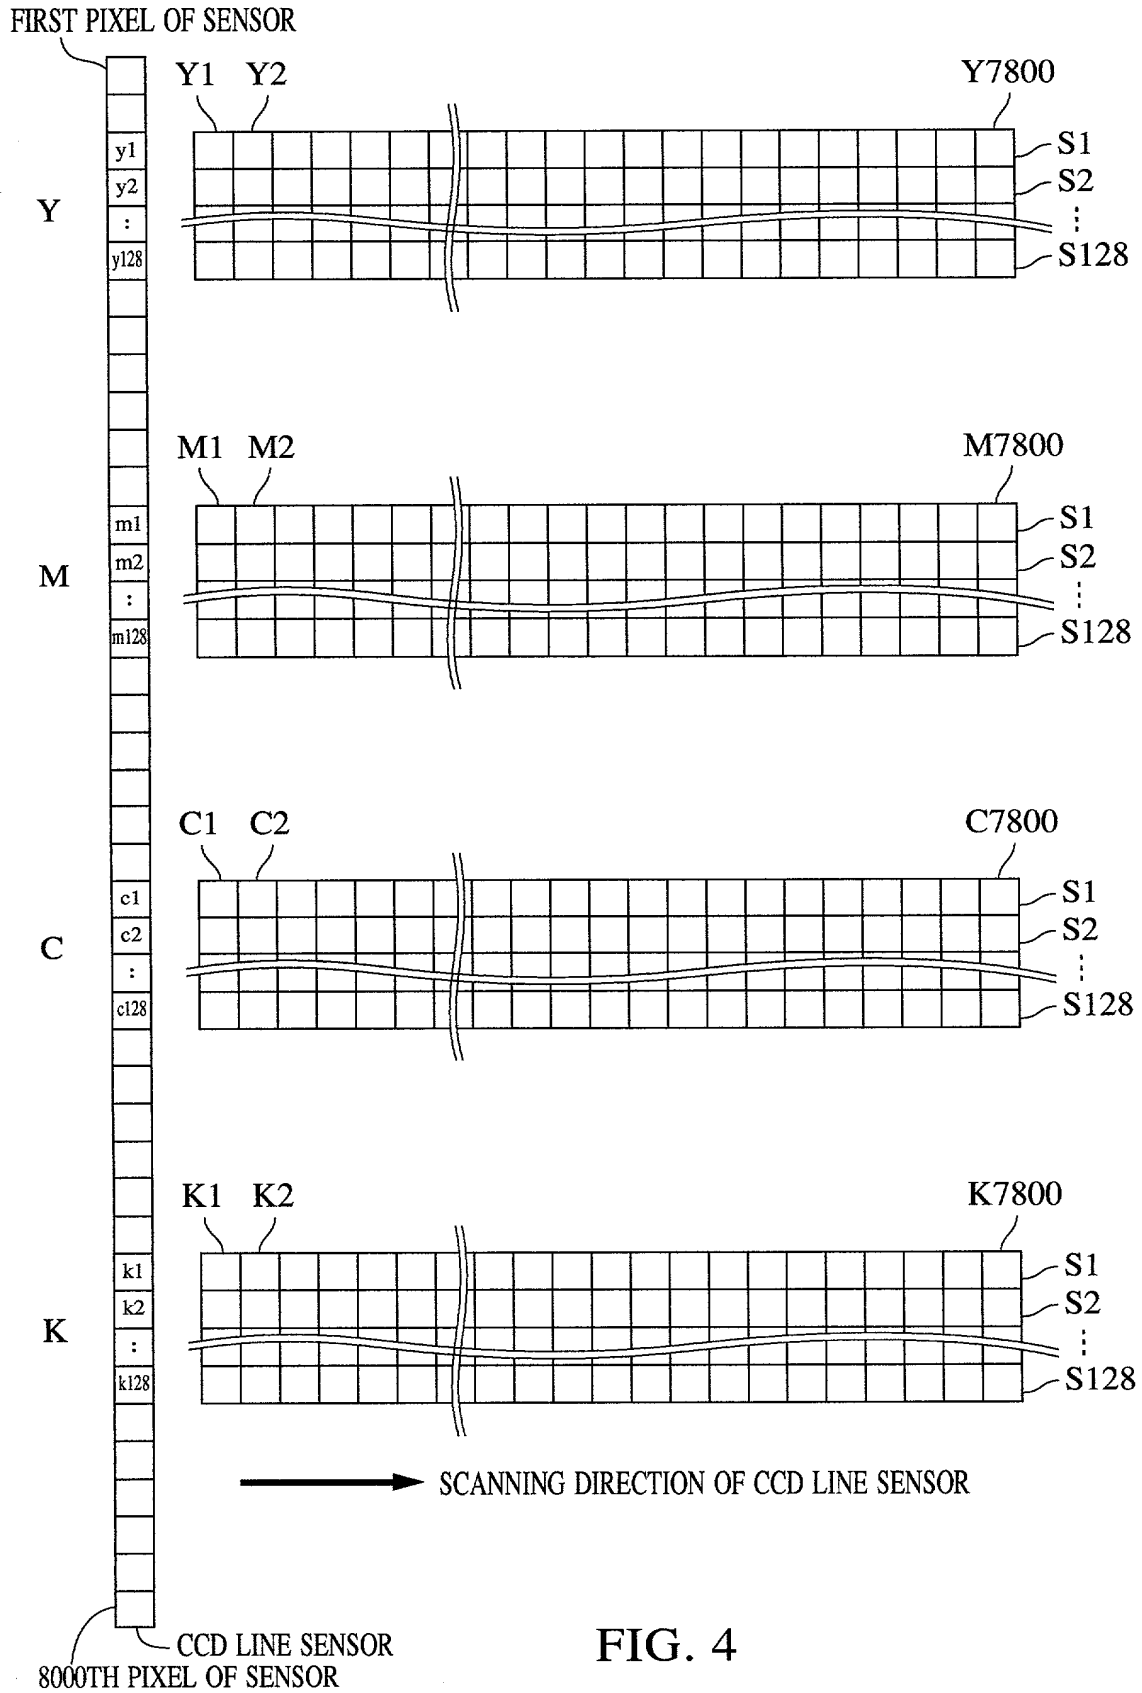 FIRST PIXEL OF SENSOR
Y1 Y2 Y7800
y1 S1
y2 S2
Y
:
y128 S128
M1 M2 M7800
m1 S1
m2 S2
M
:
m128 S128
C1 C2 C7800
c1 S1
c2 S2
C
:
c128 S128
K1 K2 K7800
k1 S1
k2 S2
K
:
k128 S128
SCANNING DIRECTION OF CCD LINE SENSOR
CCD LINE SENSOR
8000TH PIXEL OF SENSOR
FIG. 4